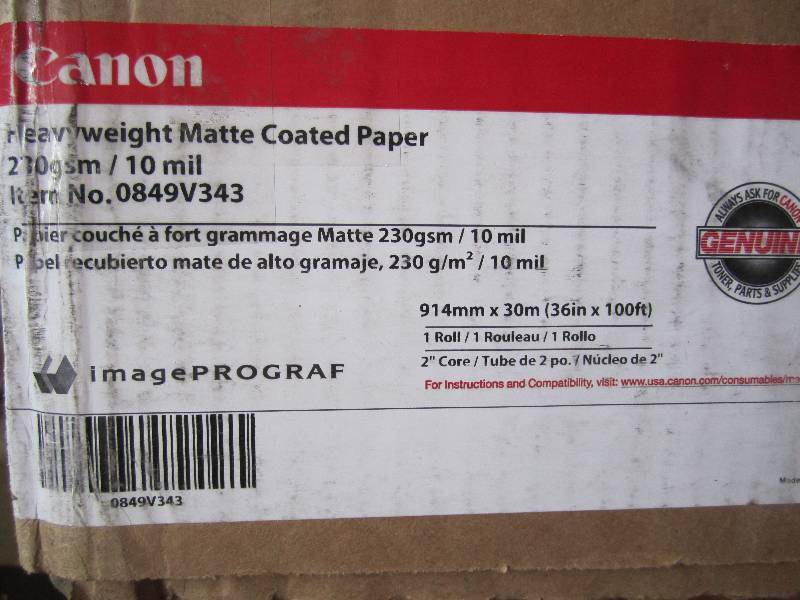 Canon
Heavyweight Matte Coated Paper
230gsm / 10 mil
Item No. 0849V343
Papier couché à fort grammage Matte 230gsm / 10 mil
Papel recubierto mate de alto gramaje, 230 g/m² / 10 mil
ALWAYS ASK FOR CANON
GENUINE
TONER, PARTS & SUPPLIES
914mm x 30m (36in x 100ft)
1 Roll / 1 Rouleau / 1 Rollo
2" Core / Tube de 2 po. / Núcleo de 2"
imagePROGRAF
For Instructions and Compatibility, visit: www.usa.canon.com/consumables/
0849V343